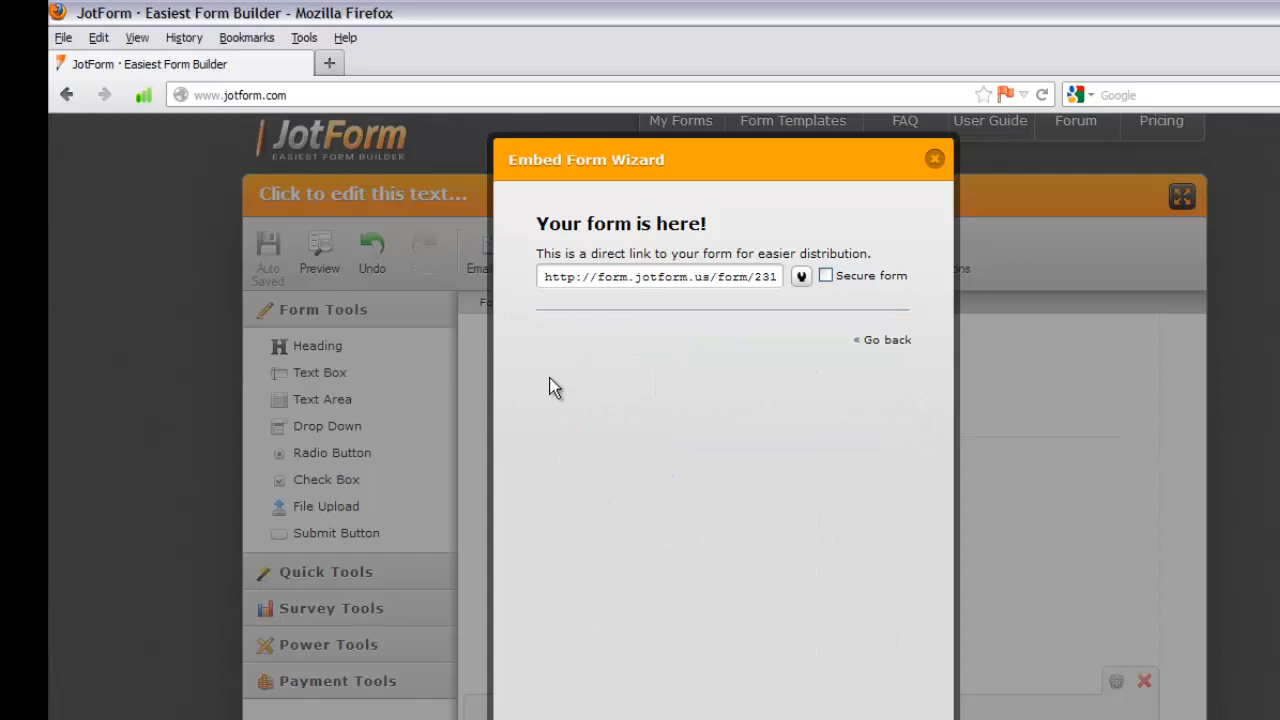 JotForm · Easiest Form Builder - Mozilla Firefox
File Edit View History Bookmarks Tools Help
JotForm · Easiest Form Builder
www.jotform.com
Google
My Forms Form Templates FAQ User Guide Forum Pricing
JotForm
EASIEST FORM BUILDER
Embed Form Wizard
Click to edit this text...
Your form is here!
This is a direct link to your form for easier distribution.
http://form.jotform.us/form/231
Secure form
« Go back
Auto Saved
Preview
Undo
Form Tools
Heading
Text Box
Text Area
Drop Down
Radio Button
Check Box
File Upload
Submit Button
Quick Tools
Survey Tools
Power Tools
Payment Tools